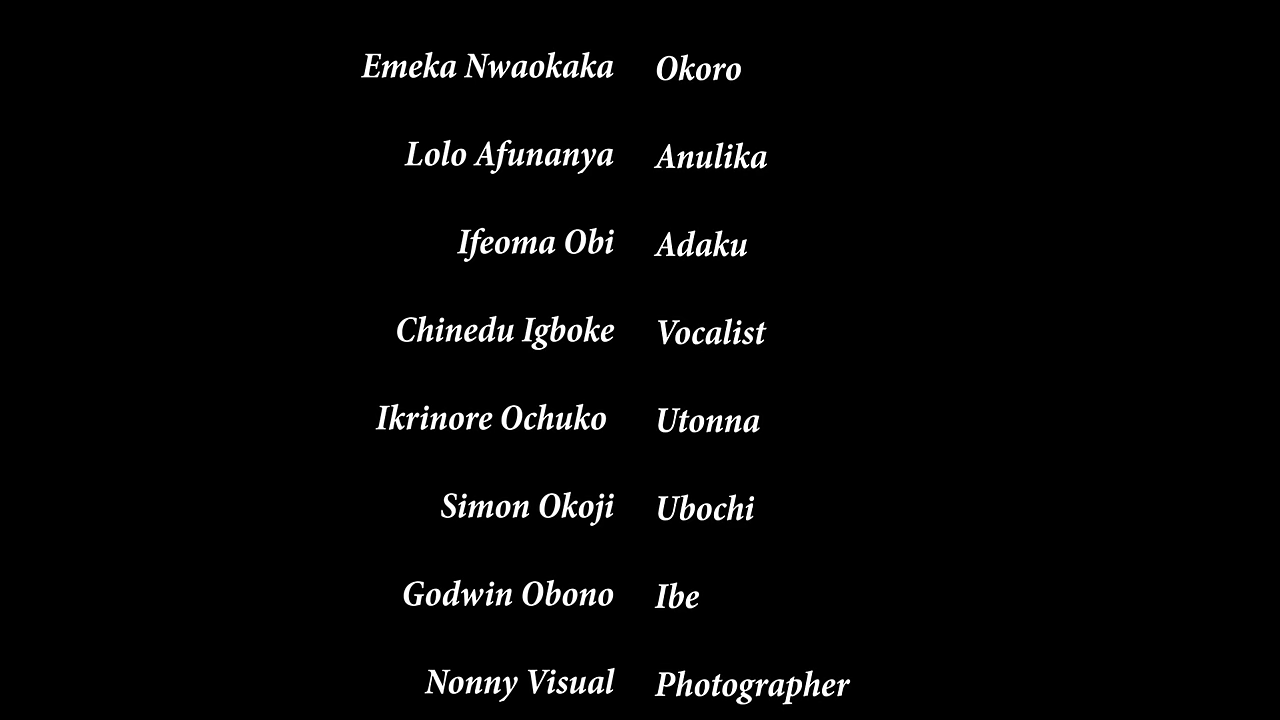 Emeka Nwaokaka Okoro
Lolo Afunanya Anulika
Ifeoma Obi Adaku
Chinedu Igboke Vocalist
Ikrinore Ochuko Utonna
Simon Okoji Ubochi
Godwin Obono Ibe
Nonny Visual Photographer